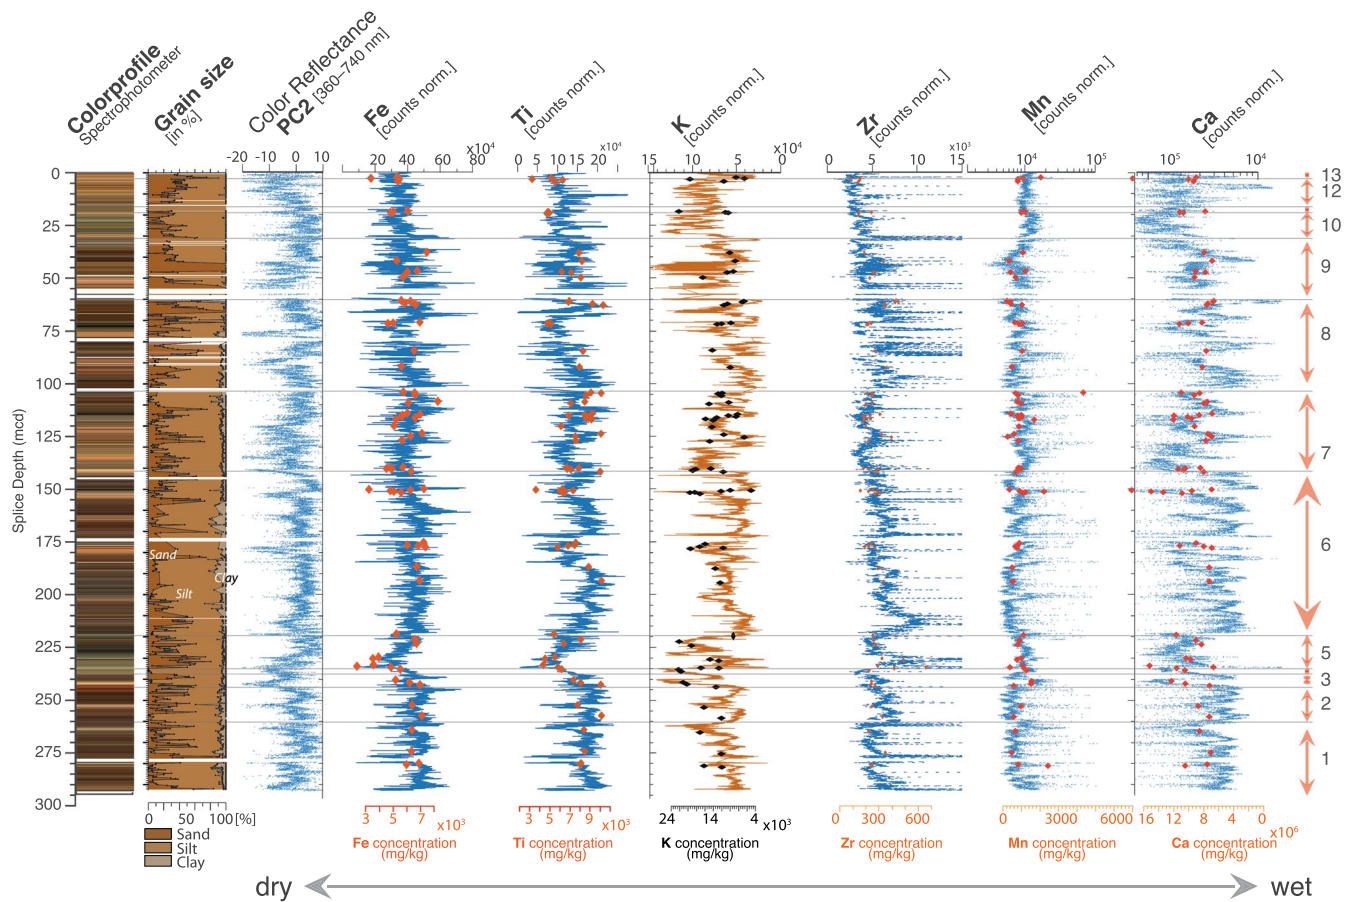 Colorprofile
Spectrophotometer
Grain size
[in %]
Color Reflectance
PC2 [360–740 nm]
Fe
[counts norm.]
Ti
[counts norm.]
K
[counts norm.]
Zr
[counts norm.]
Mn
[counts norm.]
Ca
[counts norm.]
-20 -10 0 10
20 40 60 80 x10⁴
0 5 10 15 20 x10⁴
15 10 5 0 x10⁴
0 5 10 15 x10³
10⁴ 10⁵
10⁵ 10⁴
Splice Depth (mcd)
0
25
50
75
100
125
150
175
200
225
250
275
300
Sand
Clay
Silt
13
12
10
9
8
7
6
5
3
2
1
0 50 100 [%]
Sand
Silt
Clay
3 5 7 x10³
Fe concentration
(mg/kg)
3 5 7 9 x10³
Ti concentration
(mg/kg)
24 14 4 x10³
K concentration
(mg/kg)
0 300 600
Zr concentration
(mg/kg)
0 3000 6000
Mn concentration
(mg/kg)
16 12 8 4 0 x10⁶
Ca concentration
(mg/kg)
dry wet